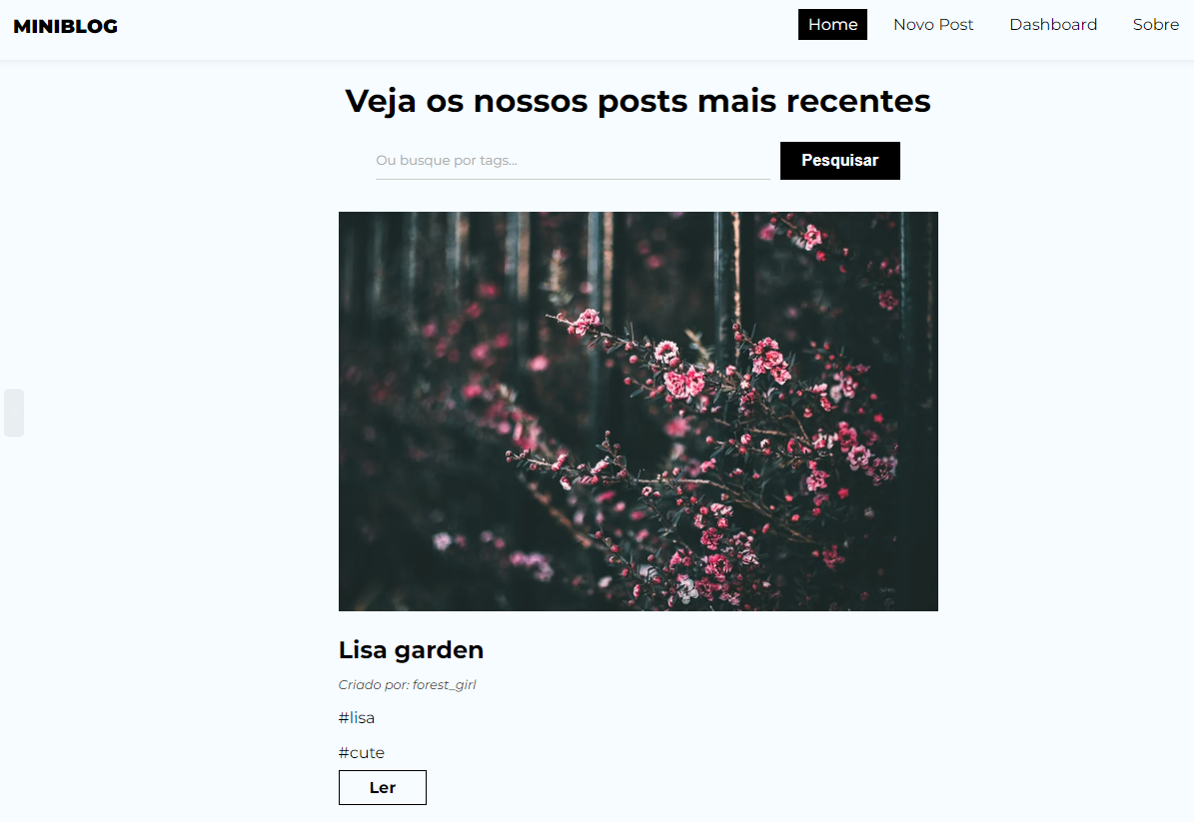 MINIBLOG
Home Novo Post Dashboard Sobre
Veja os nossos posts mais recentes
Ou busque por tags... Pesquisar
Lisa garden
Criado por: forest_girl
#lisa
#cute
Ler